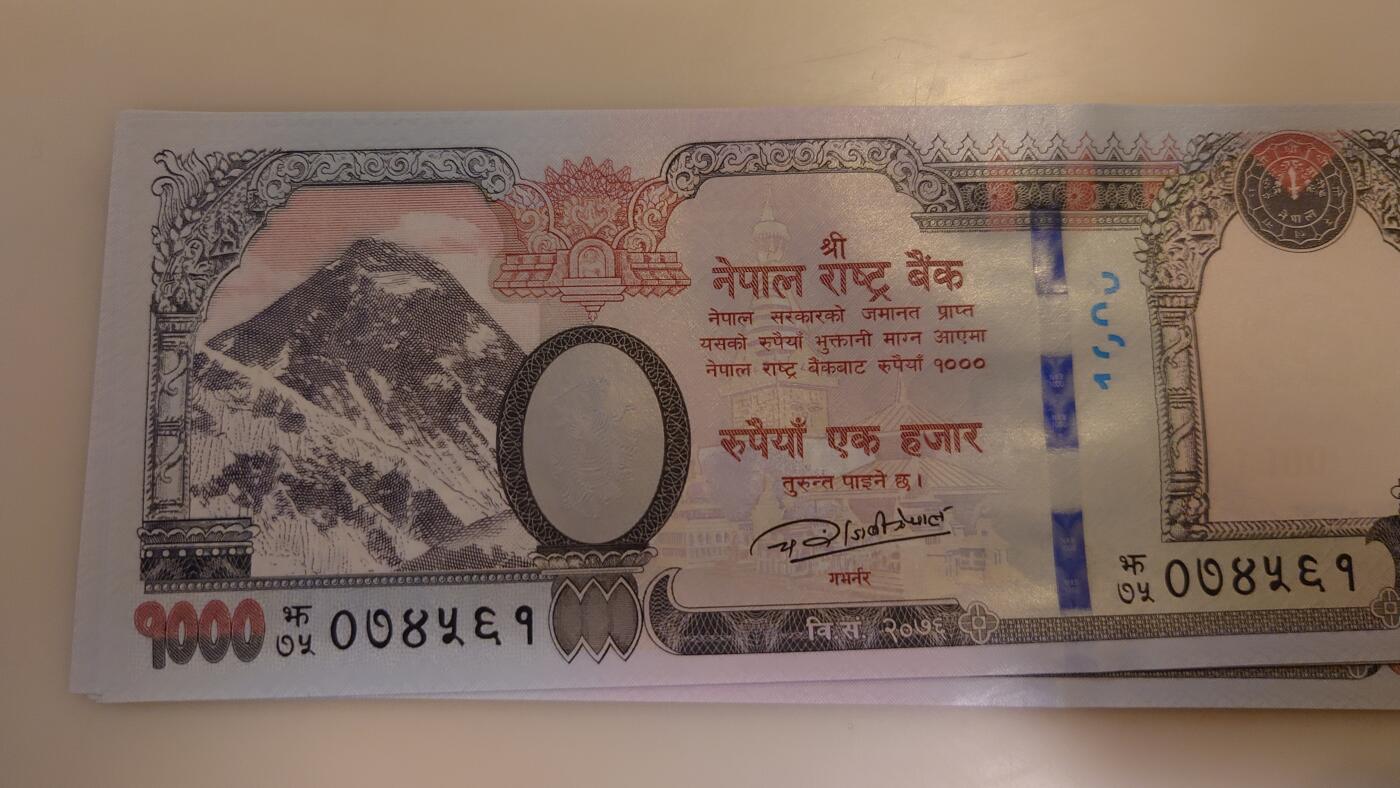 श्री
नेपाल राष्ट्र बैंक
नेपाल सरकारको जमानत प्राप्त
यसको रुपैयाँ भुक्तानी माग्न आएमा
नेपाल राष्ट्र बैंकबाट रुपैयाँ १०००
रुपैयाँ एक हजार
तुरुन्त पाइने छ।
गभर्नर
वि.सं. २०७६
१०००
झ
७५ ०७४५६१
नेपाल
झ
७५ ०७४५६१